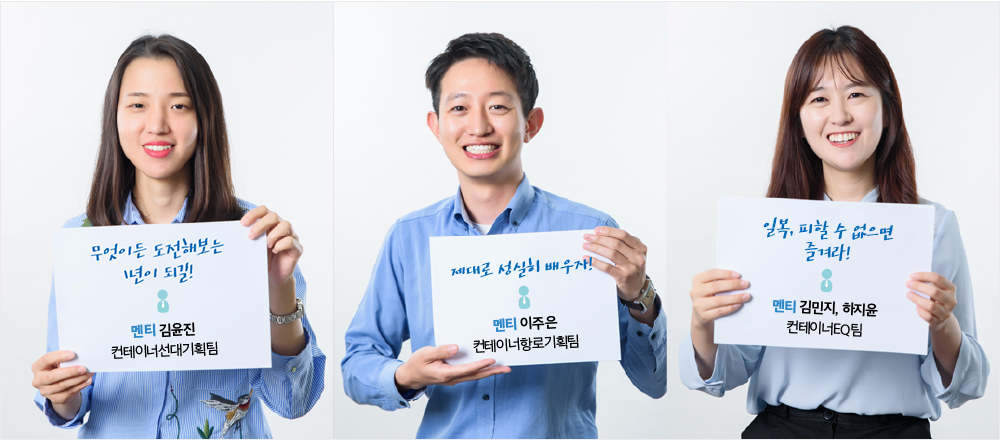 무엇이든 도전해보는
1년이 되길!
멘티 김윤진
컨테이너선대기획팀
제대로 성실히 배우자!
멘티 이주은
컨테이너항로기획팀
일복, 피할 수 없으면
즐겨라!
멘티 김민지, 하지윤
컨테이너EQ팀